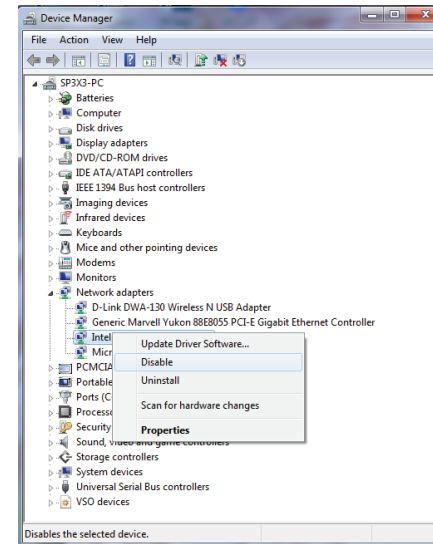 Device Manager
File Action View Help
SP3X3-PC
Batteries
Computer
Disk drives
Display adapters
DVD/CD-ROM drives
IDE ATA/ATAPI controllers
IEEE 1394 Bus host controllers
Imaging devices
Infrared devices
Keyboards
Mice and other pointing devices
Modems
Monitors
Network adapters
D-Link DWA-130 Wireless N USB Adapter
Generic Marvell Yukon 88E8055 PCI-E Gigabit Ethernet Controller
Intel
Micr
Update Driver Software...
Disable
Uninstall
Scan for hardware changes
Properties
PCMCIA
Portable
Ports (C
Process
Security
Sound, video and game controllers
Storage controllers
System devices
Universal Serial Bus controllers
VSO devices
Disables the selected device.